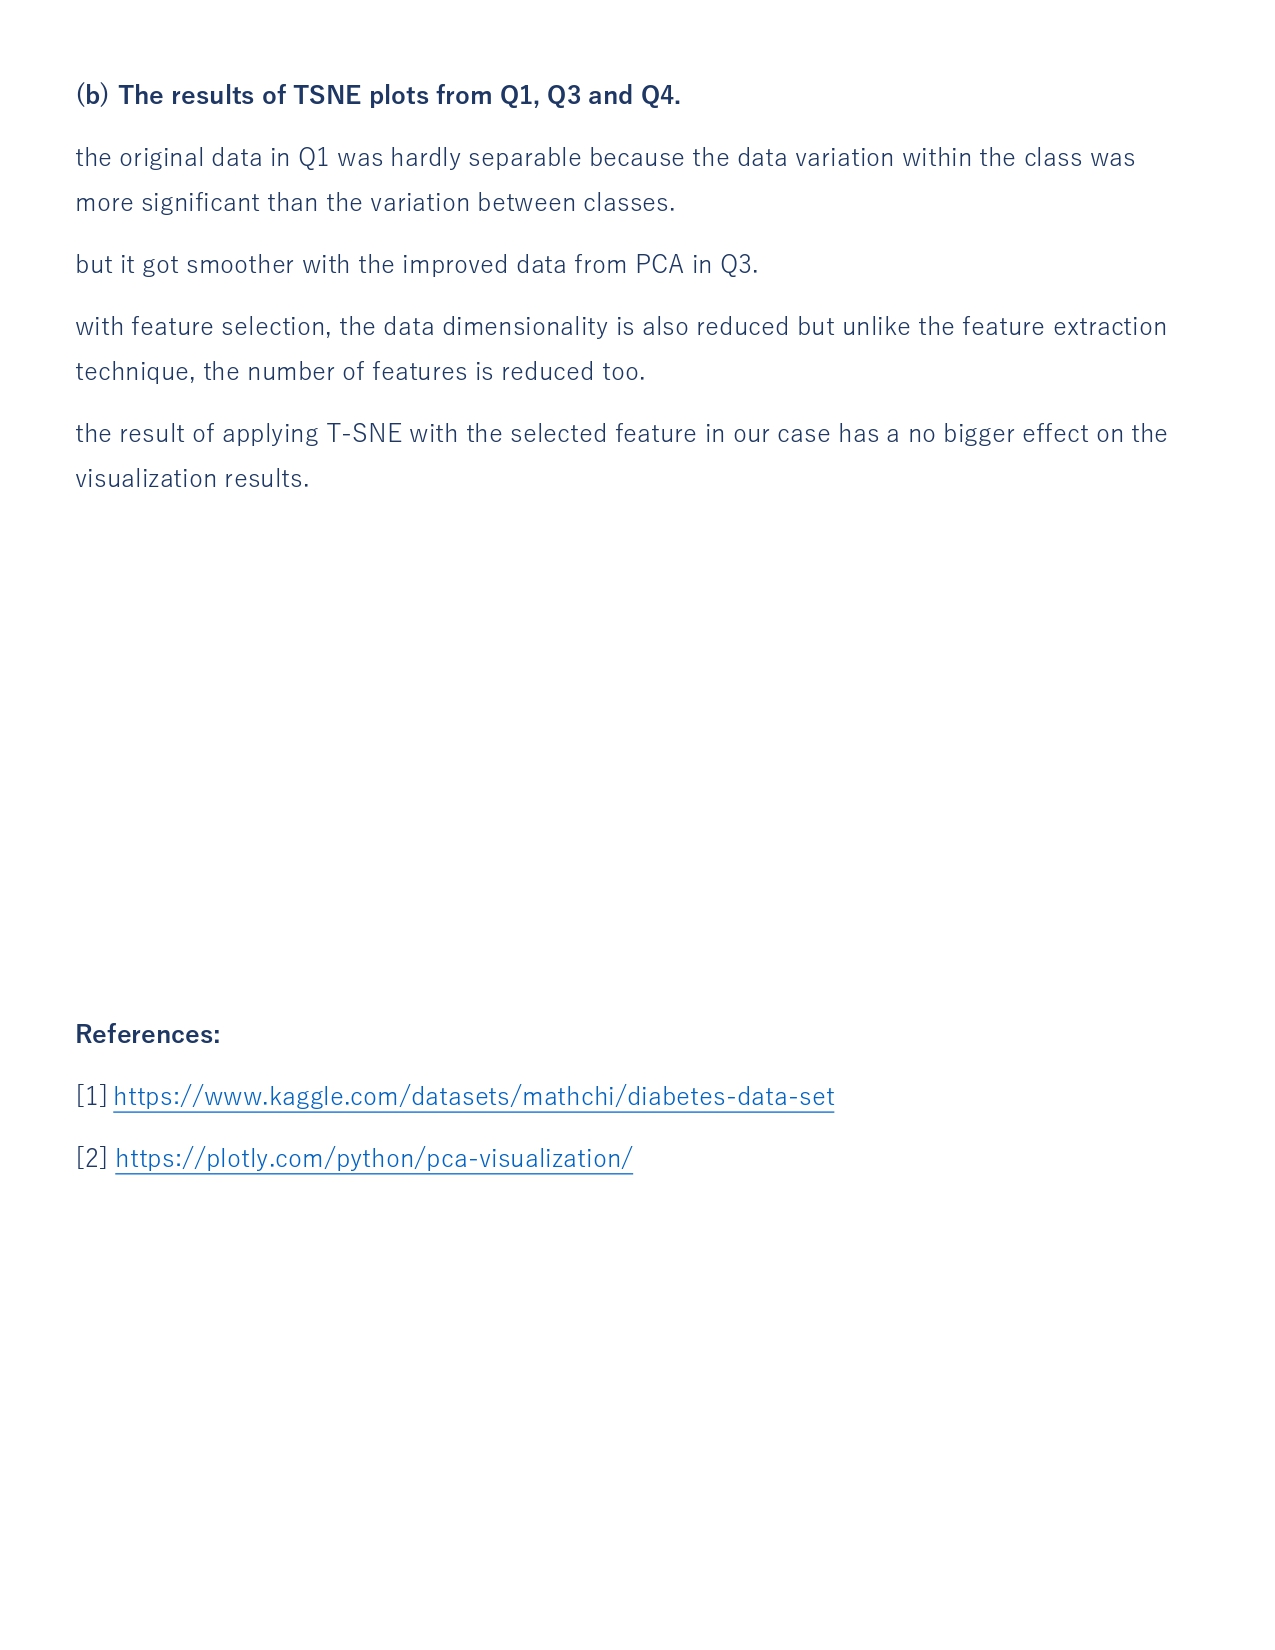 (b) The results of TSNE plots from Q1, Q3 and Q4.
the original data in Q1 was hardly separable because the data variation within the class was
more significant than the variation between classes.
but it got smoother with the improved data from PCA in Q3.
with feature selection, the data dimensionality is also reduced but unlike the feature extraction
technique, the number of features is reduced too.
the result of applying T-SNE with the selected feature in our case has a no bigger effect on the
visualization results.
References:
[1] https://www.kaggle.com/datasets/mathchi/diabetes-data-set
[2] https://plotly.com/python/pca-visualization/